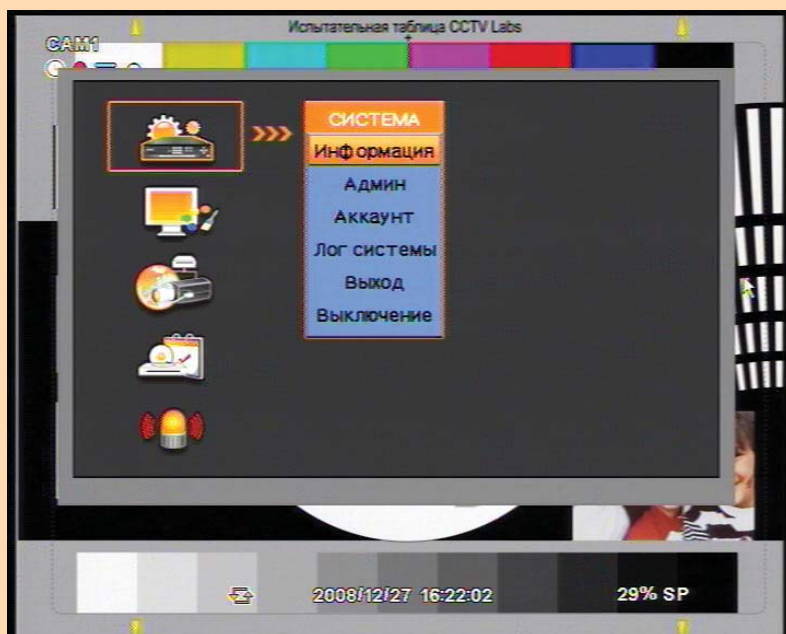 Испытательная таблица CCTV Labs
CAM1
СИСТЕМА
Информация
Админ
Аккаунт
Лог системы
Выход
Выключение
2008/12/27 16:22:02
29% SP